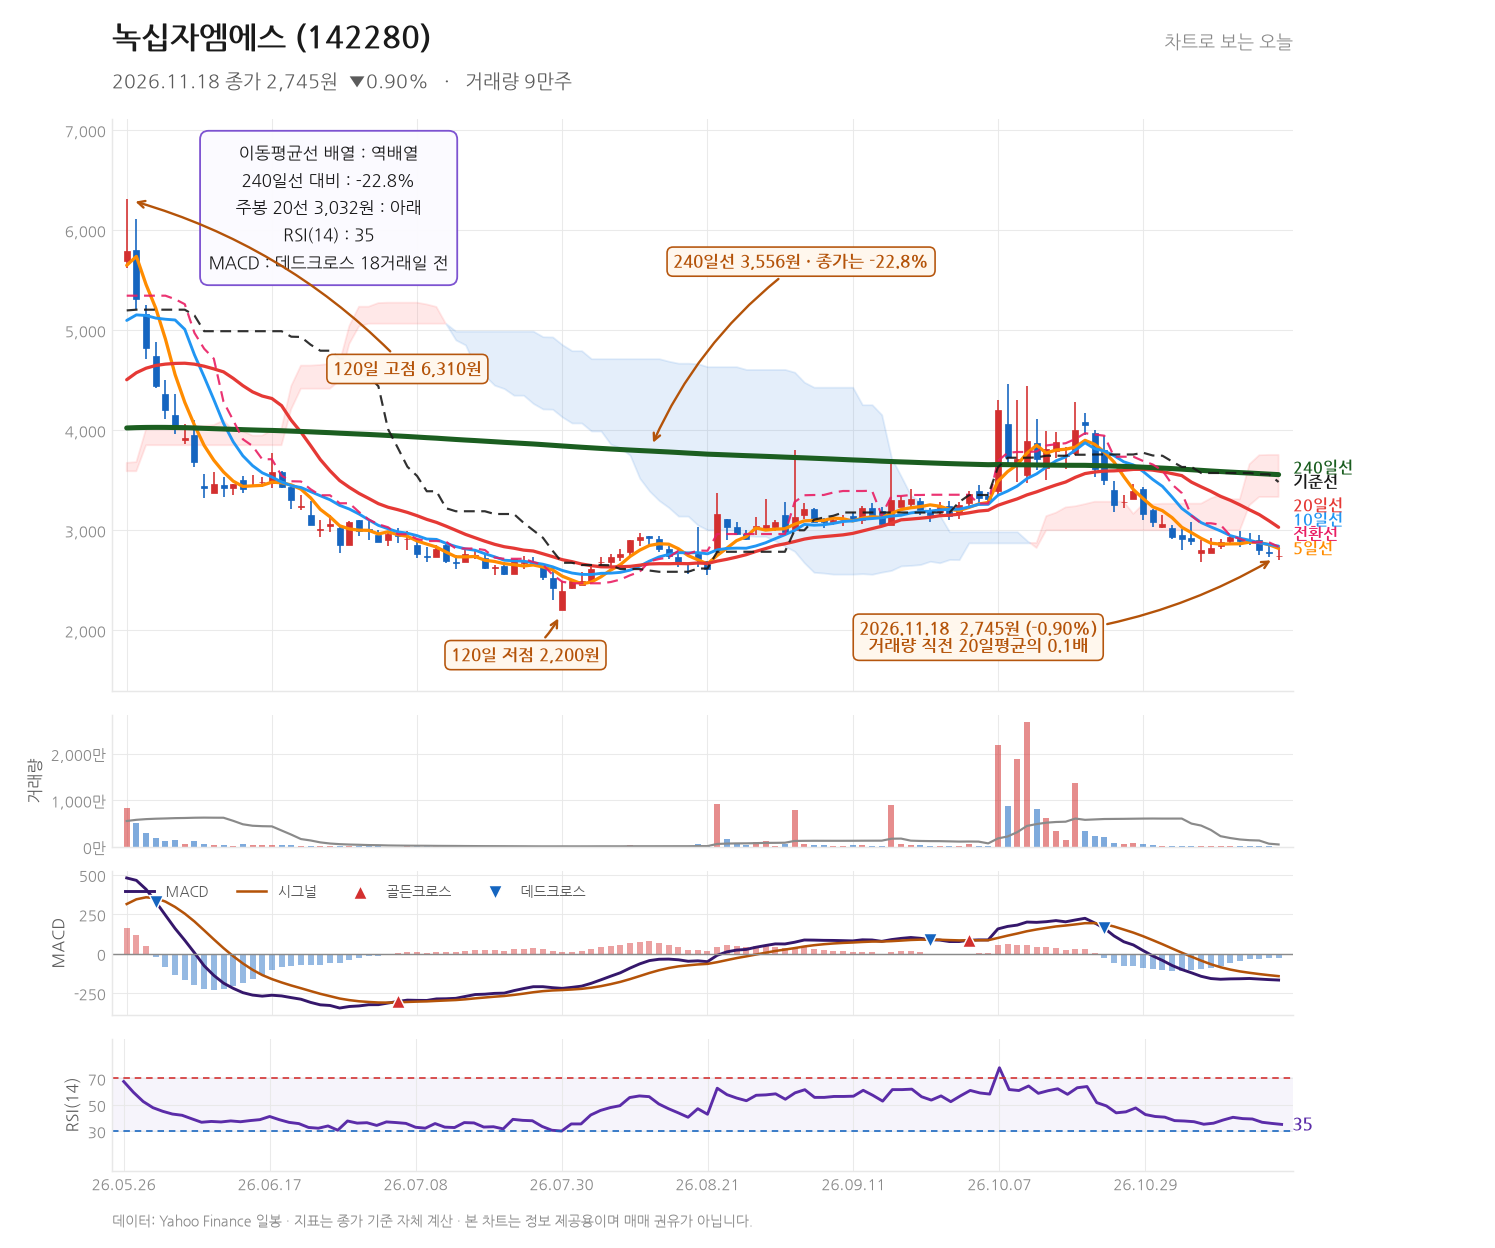 녹십자엠에스 (142280)
차트로 보는 오늘
2026.11.18 종가 2,745원 ▼0.90% · 거래량 9만주
7,000
6,000
5,000
4,000
3,000
2,000
이동평균선 배열 : 역배열
240일선 대비 : -22.8%
주봉 20선 3,032원 : 아래
RSI(14) : 35
MACD : 데드크로스 18거래일 전
240일선 3,556원 · 종가는 -22.8%
120일 고점 6,310원
120일 저점 2,200원
2026.11.18 2,745원 (-0.90%)
거래량 직전 20일평균의 0.1배
240일선
기준선
20일선
10일선
전환선
5일선
거래량
2,000만
1,000만
0만
MACD
500
250
0
-250
MACD
시그널
골든크로스
데드크로스
RSI(14)
70
50
30
35
26.05.26
26.06.17
26.07.08
26.07.30
26.08.21
26.09.11
26.10.07
26.10.29
데이터: Yahoo Finance 일봉 · 지표는 종가 기준 자체 계산 · 본 차트는 정보 제공용이며 매매 권유가 아닙니다.